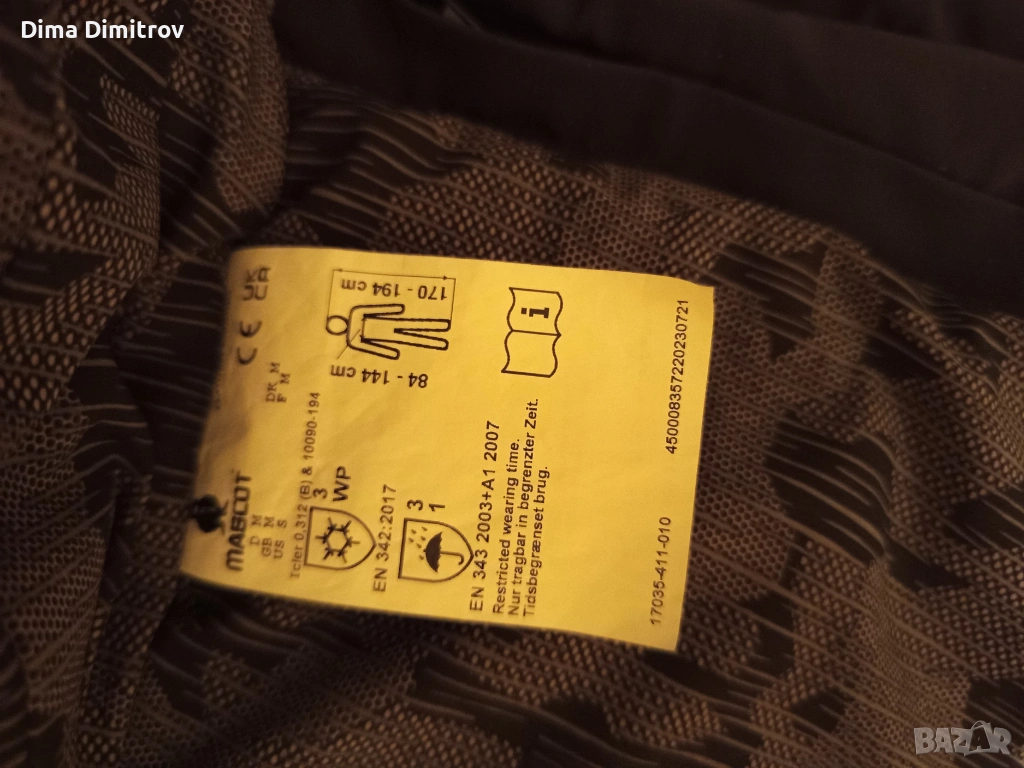 Dima Dimitrov
MASCOT
D M
GB M
US S
DK M
F M
CE
UK CA
Icler 0,312 (B) & 10090-194
3
WP
EN 342:2017
3
1
EN 343 2003+A1 2007
170 - 194 cm
84 - 144 cm
i
Restricted wearing time.
Nur tragbar in begrenzter Zeit.
Tidsbegrænset brug.
17035-411-010
450008357220230721
BAZAR